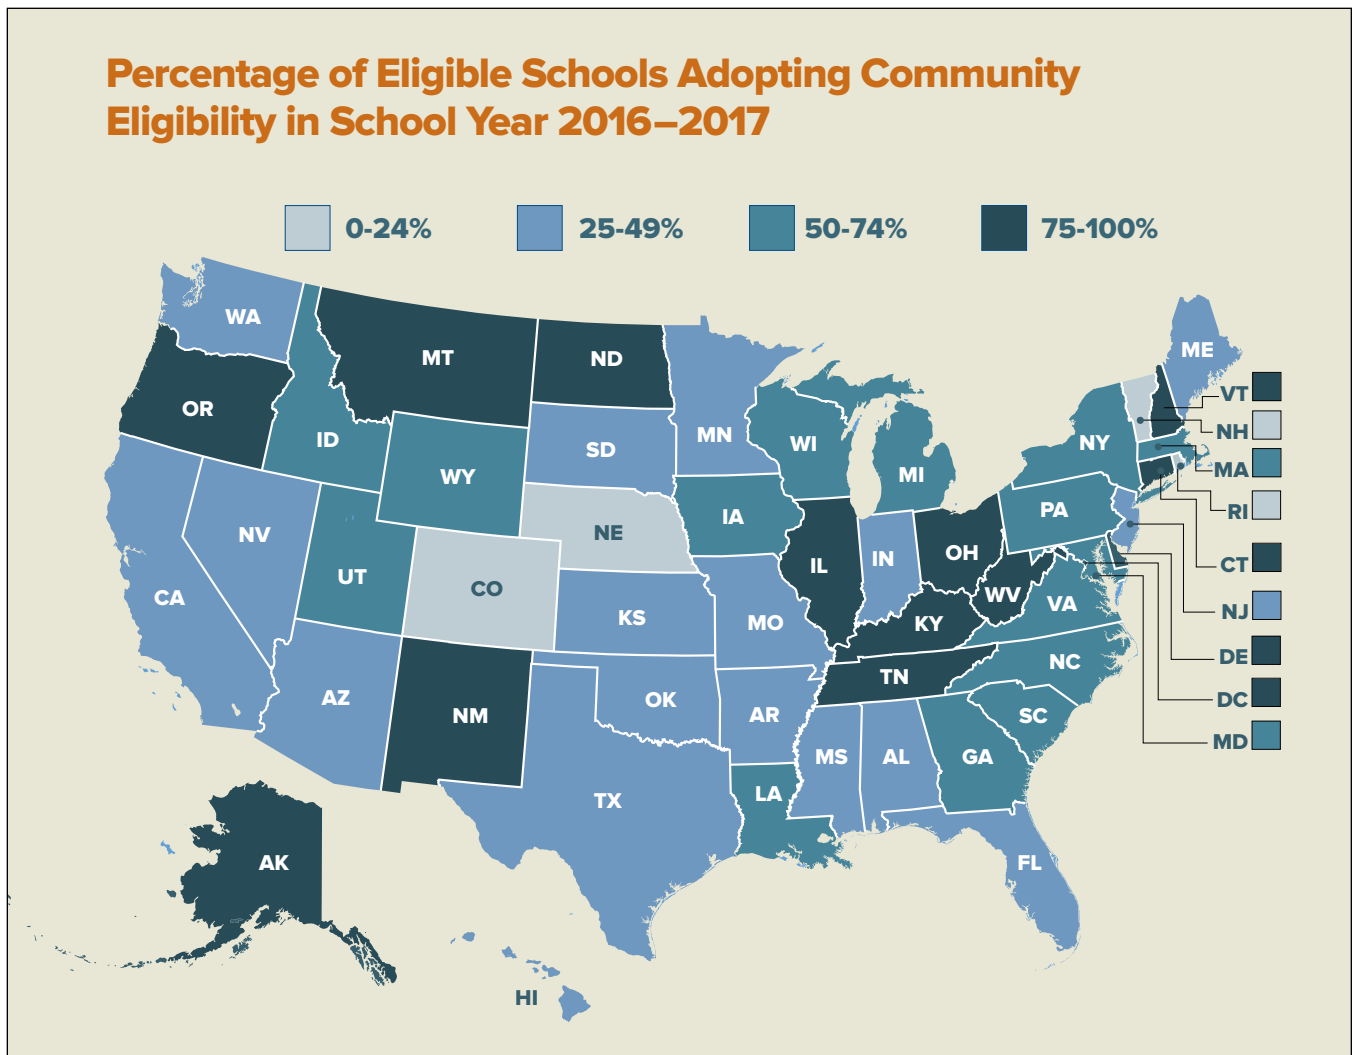 Percentage of Eligible Schools Adopting Community
Eligibility in School Year 2016–2017
0-24% 25-49% 50-74% 75-100%
WA
MT
ND
ME
VT
OR
MN
NH
ID
SD
WI
NY
MA
WY
MI
RI
IA
PA
NV
NE
CT
UT
CO
IL
IN
OH
CA
WV
VA
NJ
KS
MO
KY
DE
NC
AZ
OK
TN
DC
NM
AR
SC
MD
MS
AL
GA
TX
LA
AK
FL
HI